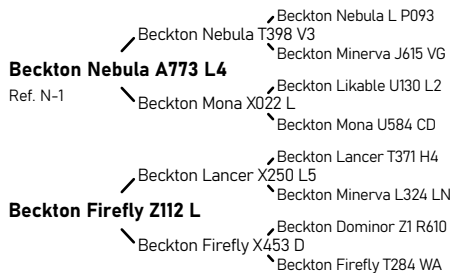 Beckton Nebula L P093
Beckton Nebula T398 V3
Beckton Minerva J615 VG
Beckton Nebula A773 L4
Ref. N-1
Beckton Likable U130 L2
Beckton Mona X022 L
Beckton Mona U584 CD
Beckton Lancer T371 H4
Beckton Lancer X250 L5
Beckton Minerva L324 LN
Beckton Firefly Z112 L
Beckton Dominor Z1 R610
Beckton Firefly X453 D
Beckton Firefly T284 WA